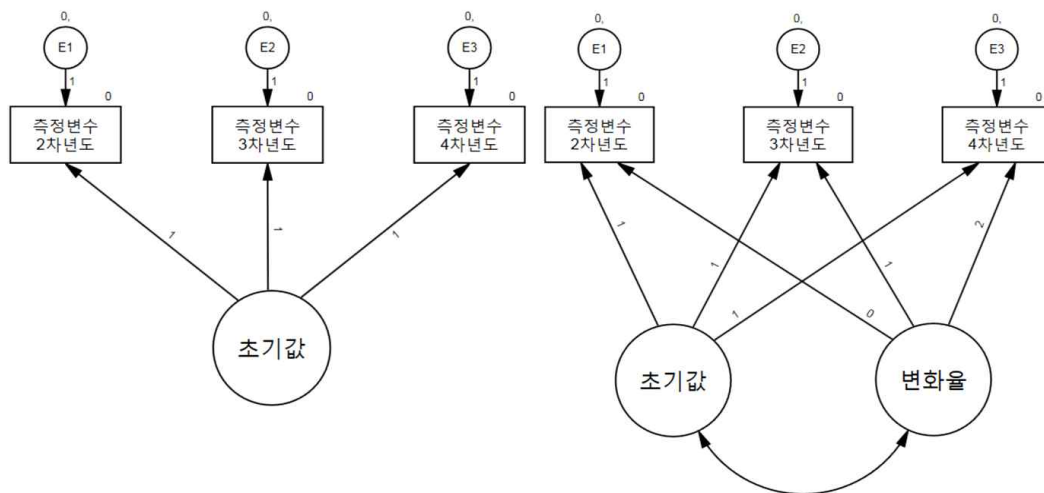 0, 0, 0, 0, 0, 0,
E1 E2 E3 E1 E2 E3
1 1 1 1 1 1
0 0 0 0 0 0
측정변수 측정변수 측정변수 측정변수 측정변수 측정변수
2차년도 3차년도 4차년도 2차년도 3차년도 4차년도
1 1 1 1 1 1 0 1 2
초기값 초기값 변화율